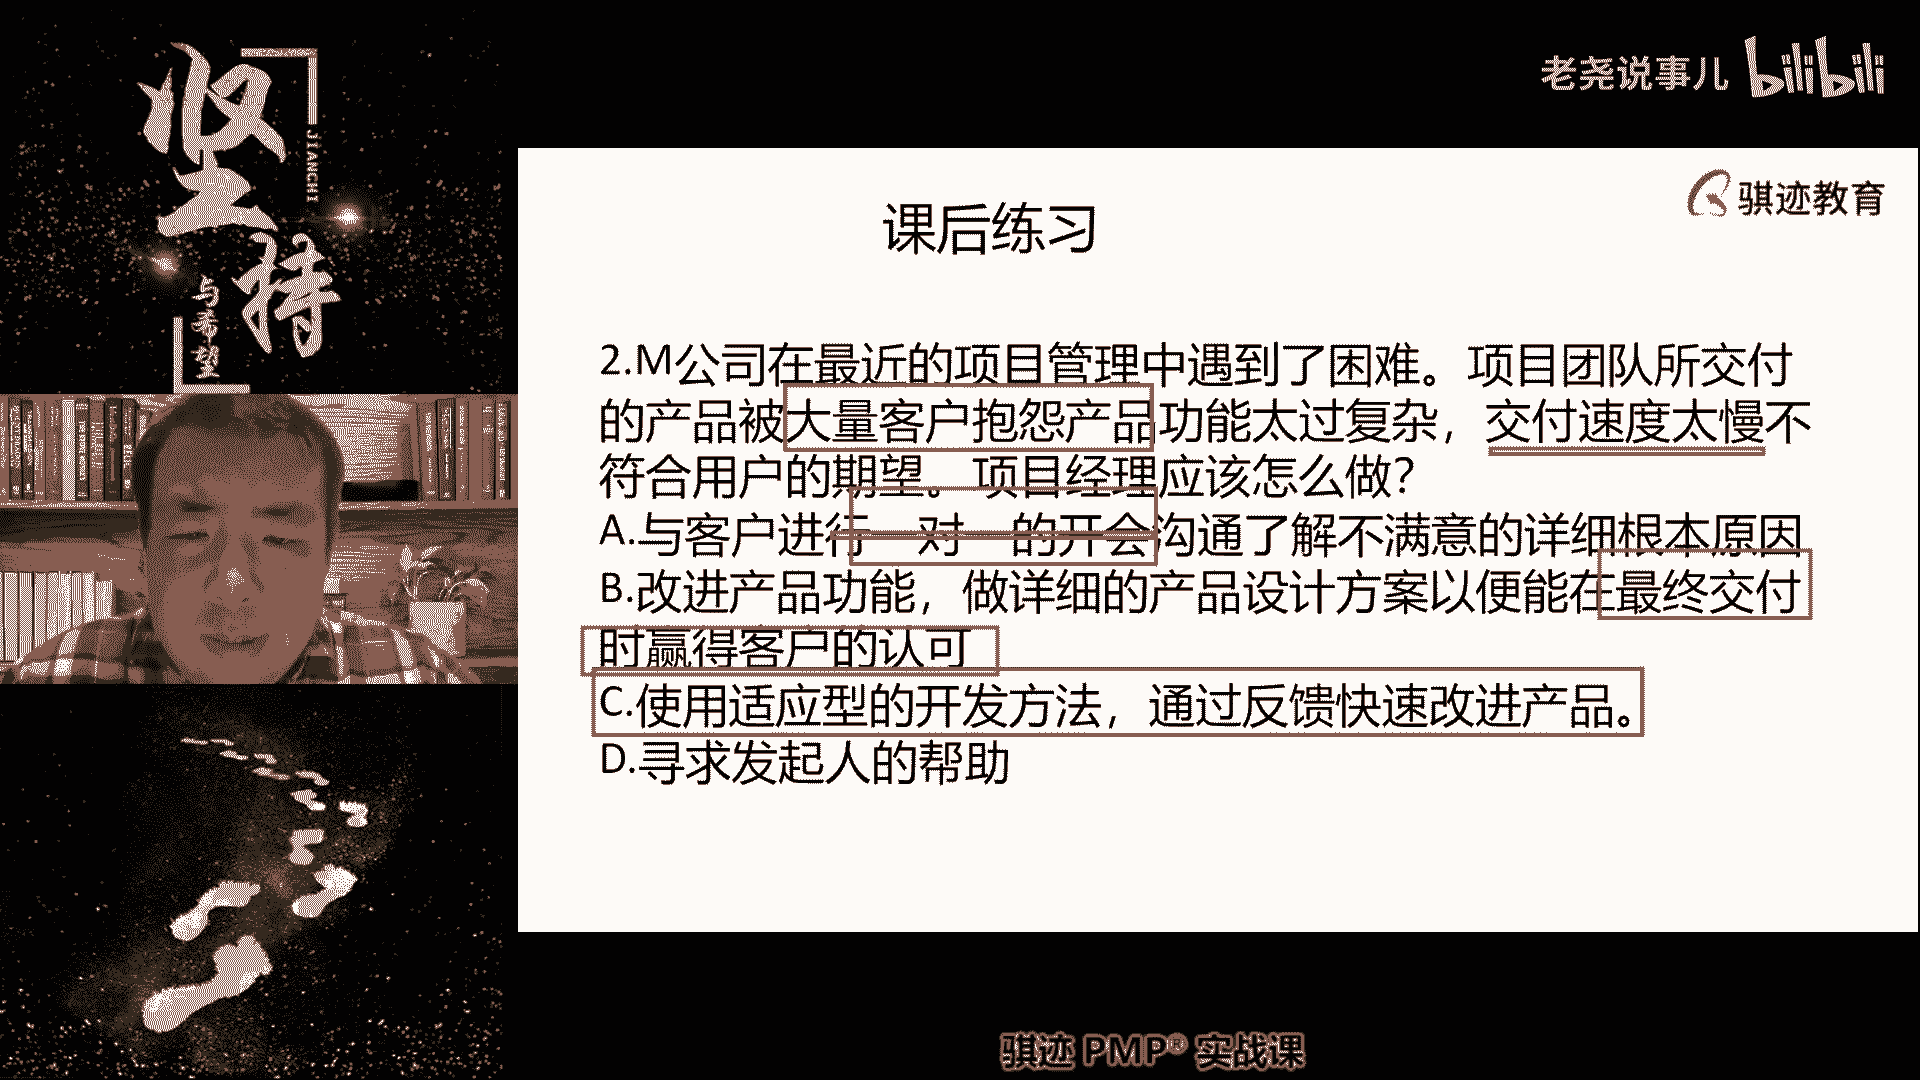 坚持
JIANCHI
与希望
老尧说事儿 bilibili
骐迹教育
课后练习
2.M公司在最近的项目管理中遇到了困难。项目团队所交付
的产品被大量客户抱怨产品功能太过复杂，交付速度太慢不
符合用户的期望。项目经理应该怎么做?
A.与客户进行一对一的开会沟通了解不满意的详细根本原因
B.改进产品功能，做详细的产品设计方案以便能在最终交付
时赢得客户的认可
C.使用适应型的开发方法，通过反馈快速改进产品。
D.寻求发起人的帮助
骐迹 PMP® 实战课